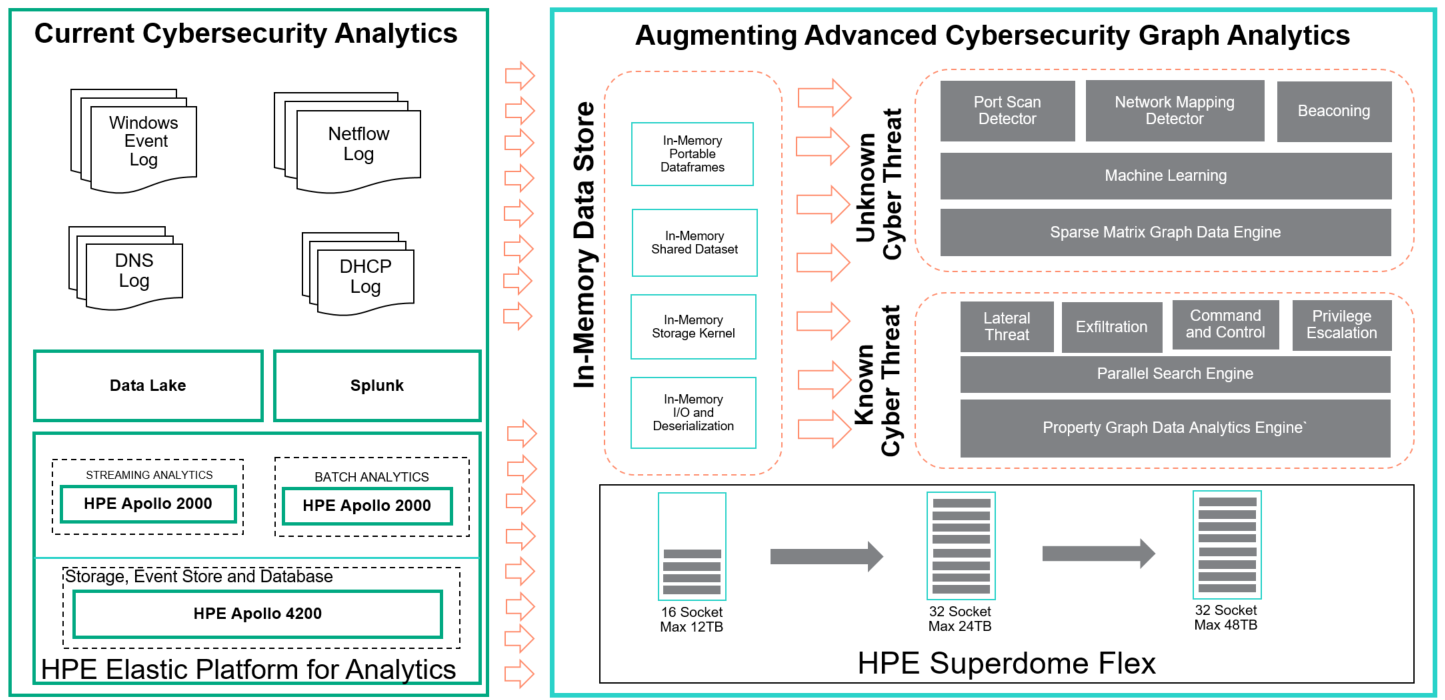 Current Cybersecurity Analytics
Windows
Event
Log
Netflow
Log
DNS
Log
DHCP
Log
Data Lake
Splunk
STREAMING ANALYTICS
HPE Apollo 2000
BATCH ANALYTICS
HPE Apollo 2000
Storage, Event Store and Database
HPE Apollo 4200
HPE Elastic Platform for Analytics
Augmenting Advanced Cybersecurity Graph Analytics
In-Memory Data Store
In-Memory
Portable
Dataframes
In-Memory
Shared Dataset
In-Memory
Storage Kernel
In-Memory
I/O and
Deserialization
Unknown
Cyber Threat
Port Scan
Detector
Network Mapping
Detector
Beaconing
Machine Learning
Sparse Matrix Graph Data Engine
Known
Cyber Threat
Lateral
Threat
Exfiltration
Command
and Control
Privilege
Escalation
Parallel Search Engine
Property Graph Data Analytics Engine`
16 Socket
Max 12TB
32 Socket
Max 24TB
32 Socket
Max 48TB
HPE Superdome Flex